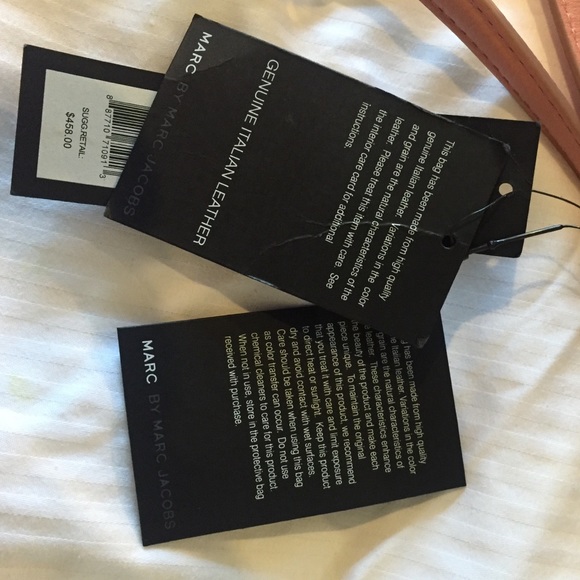 MARC BY MARC JACOBS
GENUINE ITALIAN LEATHER
This bag has been made from high quality
genuine Italian leather. Variations in the color
and grain are the natural characteristics of the
leather. Please treat this item with care. See
the interior care card for additional
instructions.
8 87710 71091 3
SUGG.RETAIL.
$458.00
has been made from high quality
Italian leather. Variations in the color
grain are the natural characteristics of
leather. These characteristics enhance
the beauty of the product and make each
piece unique. To maintain the original
appearance of this product, we recommend
that you treat it with care and limit exposure
to direct heat or sunlight. Keep this product
dry and avoid contact with wet surfaces.
Care should be taken when using this bag
as color transfer can occur. Do not use
chemical cleaners to care for this product.
When not in use, store in the protective bag
received with purchase.
MARC BY MARC JACOBS